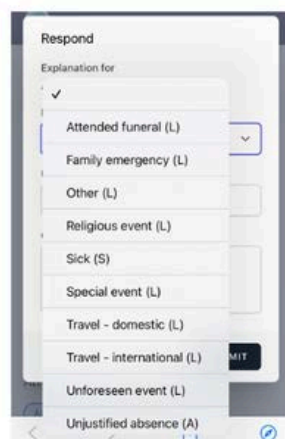 Respond
Explanation for
Attended funeral (L)
Family emergency (L)
Other (L)
Religious event (L)
Sick (S)
Special event (L)
Travel - domestic (L)
Travel - international (L)
Unforeseen event (L)
Unjustified absence (A)